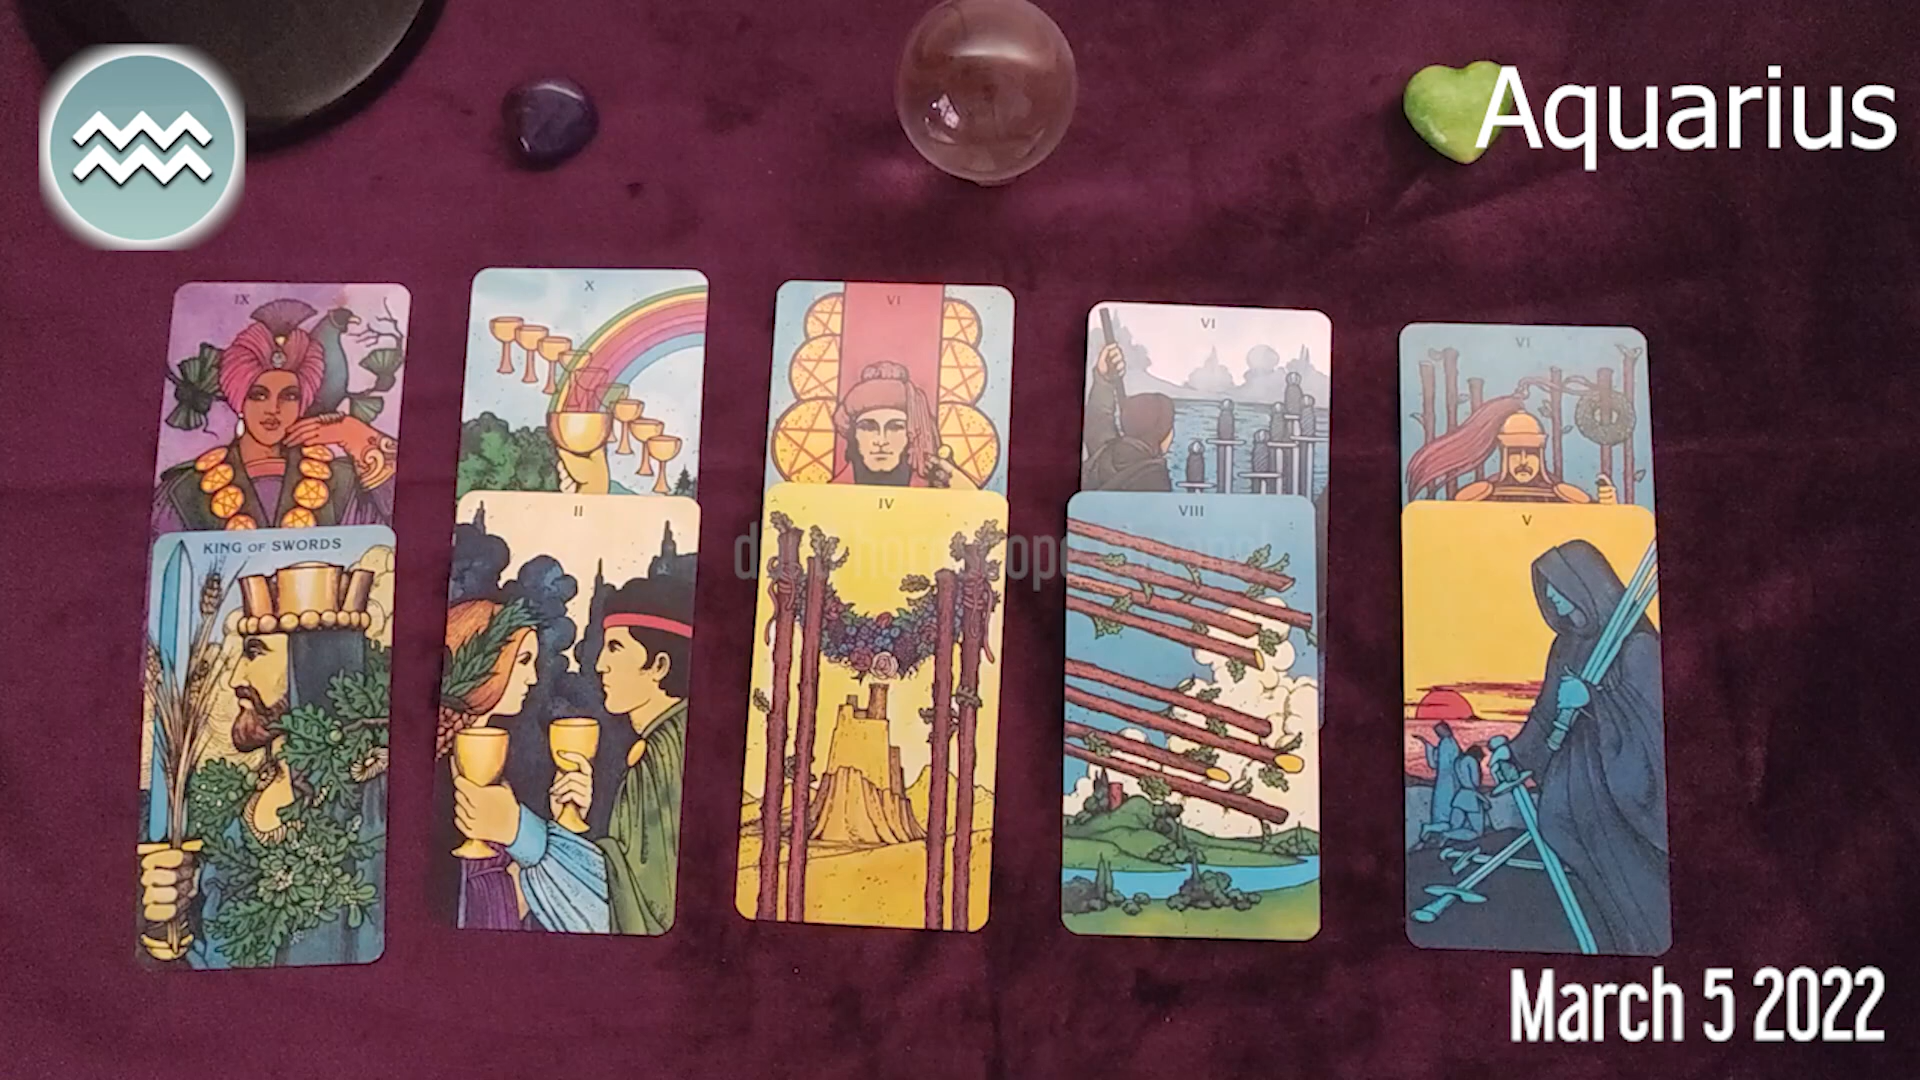 Aquarius
IX
X
VI
VI
VI
KING OF SWORDS
II
IV
VIII
V
March 5 2022